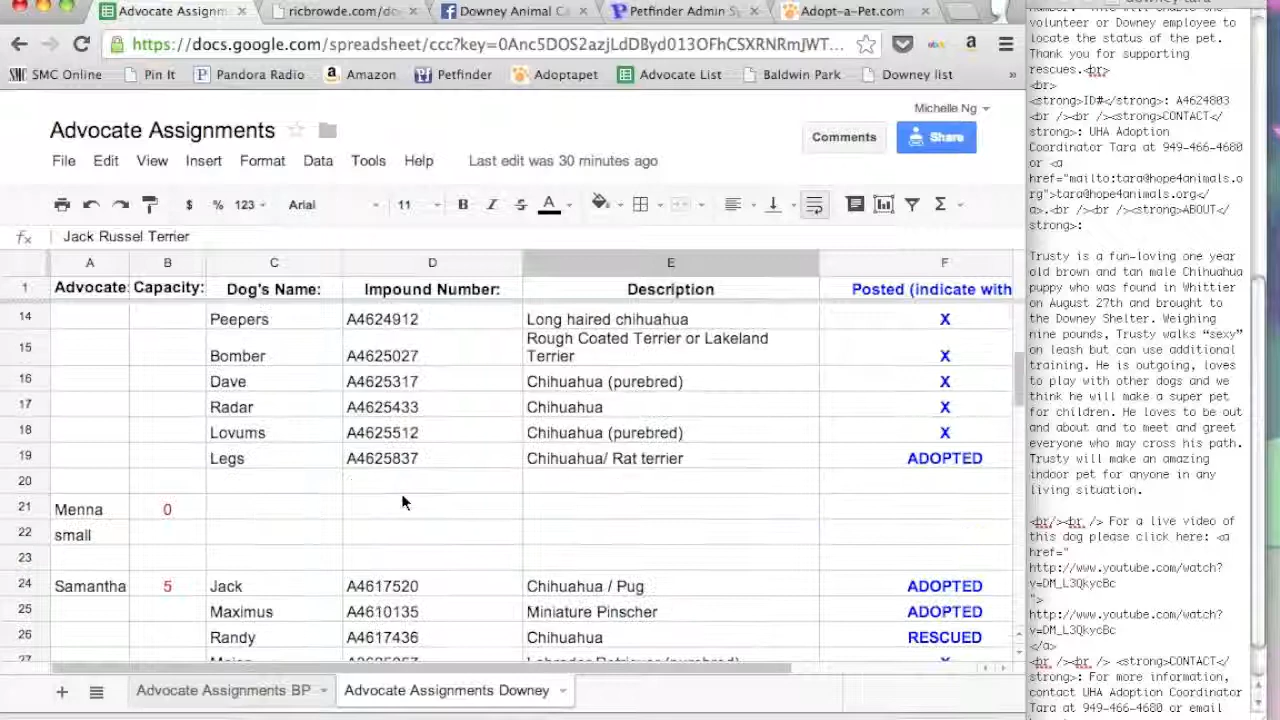 Advocate Assignm
ricbrowde.com/do
Downey Animal C
Petfinder Admin S
Adopt-a-Pet.com
https://docs.google.com/spreadsheet/ccc?key=0Anc5DOS2azjLdDByd013OFhCSXRNRmJWT...
SMC Online Pin It Pandora Radio Amazon Petfinder Adoptapet Advocate List Baldwin Park Downey list »
Michelle Ng
Advocate Assignments
Comments Share
File Edit View Insert Format Data Tools Help Last edit was 30 minutes ago
$ % 123 Arial 11 B I S A Σ
fx Jack Russel Terrier
A B C D E F
1 Advocate: Capacity: Dog's Name: Impound Number: Description Posted (indicate with
14 Peepers A4624912 Long haired chihuahua X
15 Bomber A4625027 Rough Coated Terrier or Lakeland Terrier X
16 Dave A4625317 Chihuahua (purebred) X
17 Radar A4625433 Chihuahua X
18 Lovums A4625512 Chihuahua (purebred) X
19 Legs A4625837 Chihuahua/ Rat terrier ADOPTED
20
21 Menna 0
22 small
23
24 Samantha 5 Jack A4617520 Chihuahua / Pug ADOPTED
25 Maximus A4610135 Miniature Pinscher ADOPTED
26 Randy A4617436 Chihuahua RESCUED
27
+ Advocate Assignments BP Advocate Assignments Downey
volunteer or Downey employee to
locate the status of the pet.
Thank you for supporting
rescues.<br>
<br>
<strong>ID#</strong>: A4624803
<br /><br /><strong>CONTACT</
strong>: UHA Adoption
Coordinator Tara at 949-466-4680
or <a
href="mailto:tara@hope4animals.o
rg">tara@hope4animals.org</
a>.<br /><br /><strong>ABOUT</
strong>:
Trusty is a fun-loving one year
old brown and tan male Chihuahua
puppy who was found in Whittier
on August 27th and brought to
the Downey Shelter. Weighing
nine pounds, Trusty walks “sexy”
on leash but can use additional
training. He is outgoing, loves
to play with other dogs and we
think he will make a super pet
for children. He loves to be out
and about and to meet and greet
everyone who may cross his path.
Trusty will make an amazing
indoor pet for anyone in any
living situation.
<br/><br /> For a live video of
this dog please click here: <a
href="
http://www.youtube.com/watch?
v=DM_L3QkycBc
">
http://www.youtube.com/watch?
v=DM_L3QkycBc
</a>
<br /><br /> <strong>CONTACT</
strong>: For more information,
contact UHA Adoption Coordinator
Tara at 949-466-4680 or email